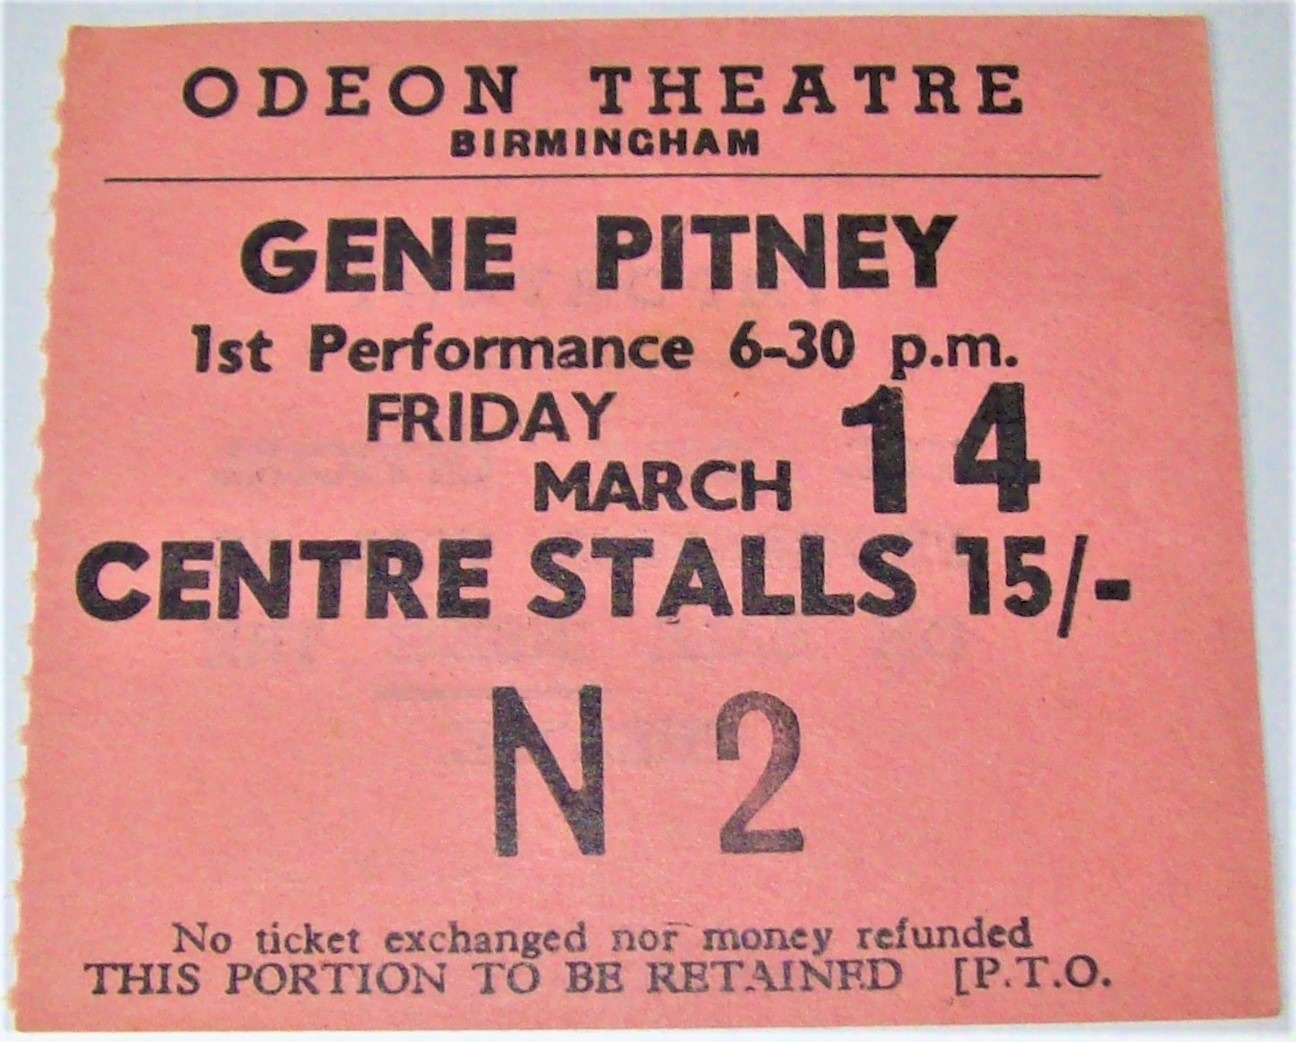 ODEON THEATRE
BIRMINGHAM
GENE PITNEY
1st Performance 6-30 p.m.
FRIDAY
MARCH 14
CENTRE STALLS 15/-
N 2
No ticket exchanged nor money refunded
THIS PORTION TO BE RETAINED [P.T.O.